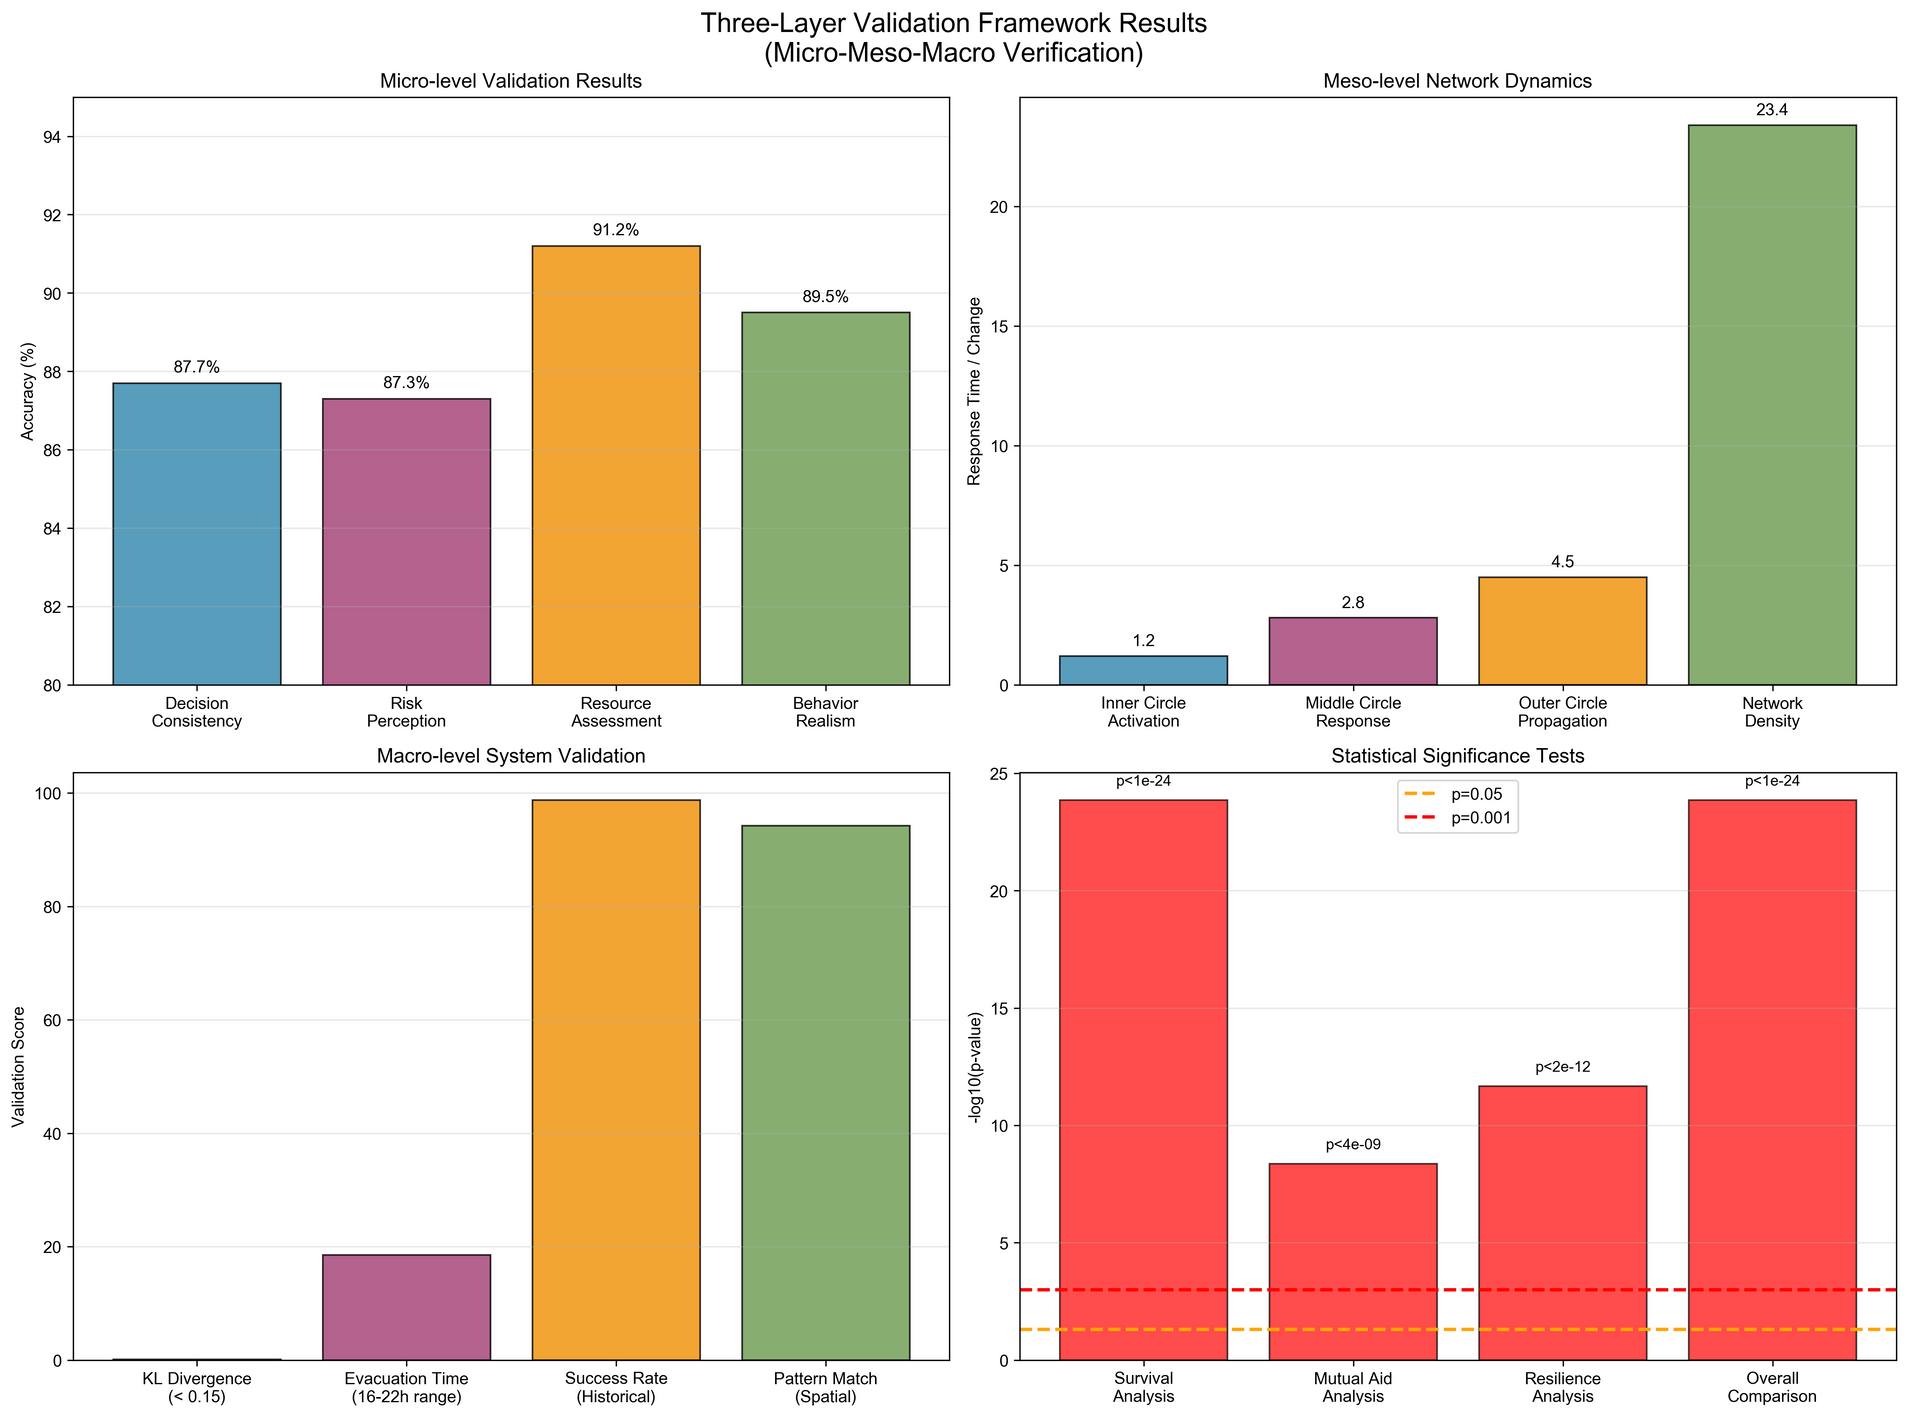 Three-Layer Validation Framework Results
(Micro-Meso-Macro Verification)
Micro-level Validation Results
Accuracy (%)
94
92
90
88
86
84
82
80
87.7%
87.3%
91.2%
89.5%
Decision
Consistency
Risk
Perception
Resource
Assessment
Behavior
Realism
Meso-level Network Dynamics
Response Time / Change
20
15
10
5
0
1.2
2.8
4.5
23.4
Inner Circle
Activation
Middle Circle
Response
Outer Circle
Propagation
Network
Density
Macro-level System Validation
Validation Score
100
80
60
40
20
0
KL Divergence
(< 0.15)
Evacuation Time
(16-22h range)
Success Rate
(Historical)
Pattern Match
(Spatial)
Statistical Significance Tests
-log10(p-value)
25
20
15
10
5
0
p<1e-24
p<4e-09
p<2e-12
p<1e-24
p=0.05
p=0.001
Survival
Analysis
Mutual Aid
Analysis
Resilience
Analysis
Overall
Comparison